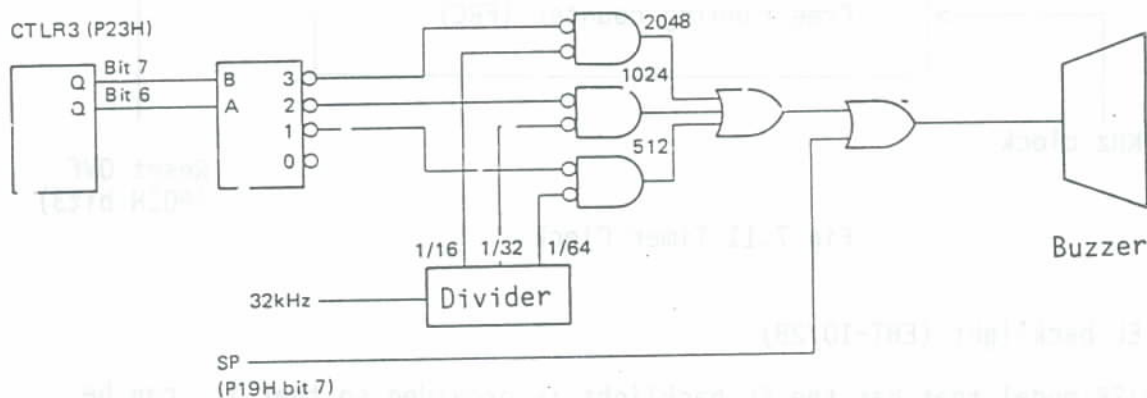 CTLR3 (P23H)
Q Bit 7 B 3
Q Bit 6 A 2
1
0
2048
1024
512
1/16 1/32 1/64
32kHz Divider
SP
(P19H bit 7)
Buzzer